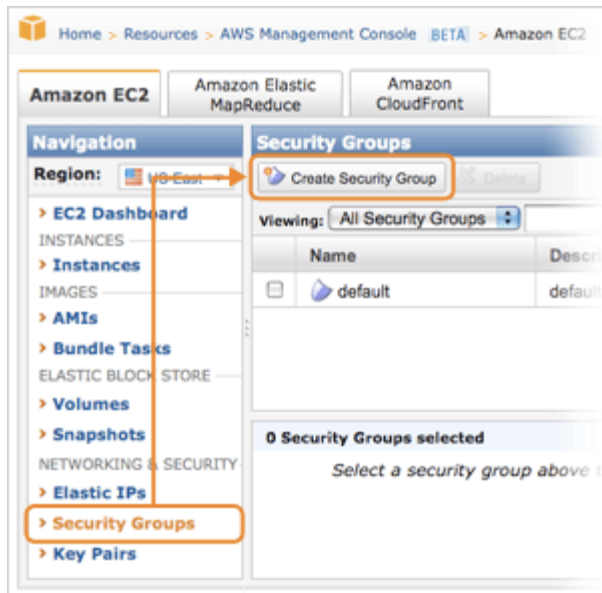 Home > Resources > AWS Management Console BETA > Amazon EC2
Amazon EC2
Amazon Elastic
MapReduce
Amazon
CloudFront
Navigation
Region: US East
> EC2 Dashboard
INSTANCES
> Instances
IMAGES
> AMIs
> Bundle Tasks
ELASTIC BLOCK STORE
> Volumes
> Snapshots
NETWORKING & SECURITY
> Elastic IPs
> Security Groups
> Key Pairs
Security Groups
Create Security Group Delete
Viewing: All Security Groups
Name Descri
default defaul
0 Security Groups selected
Select a security group above